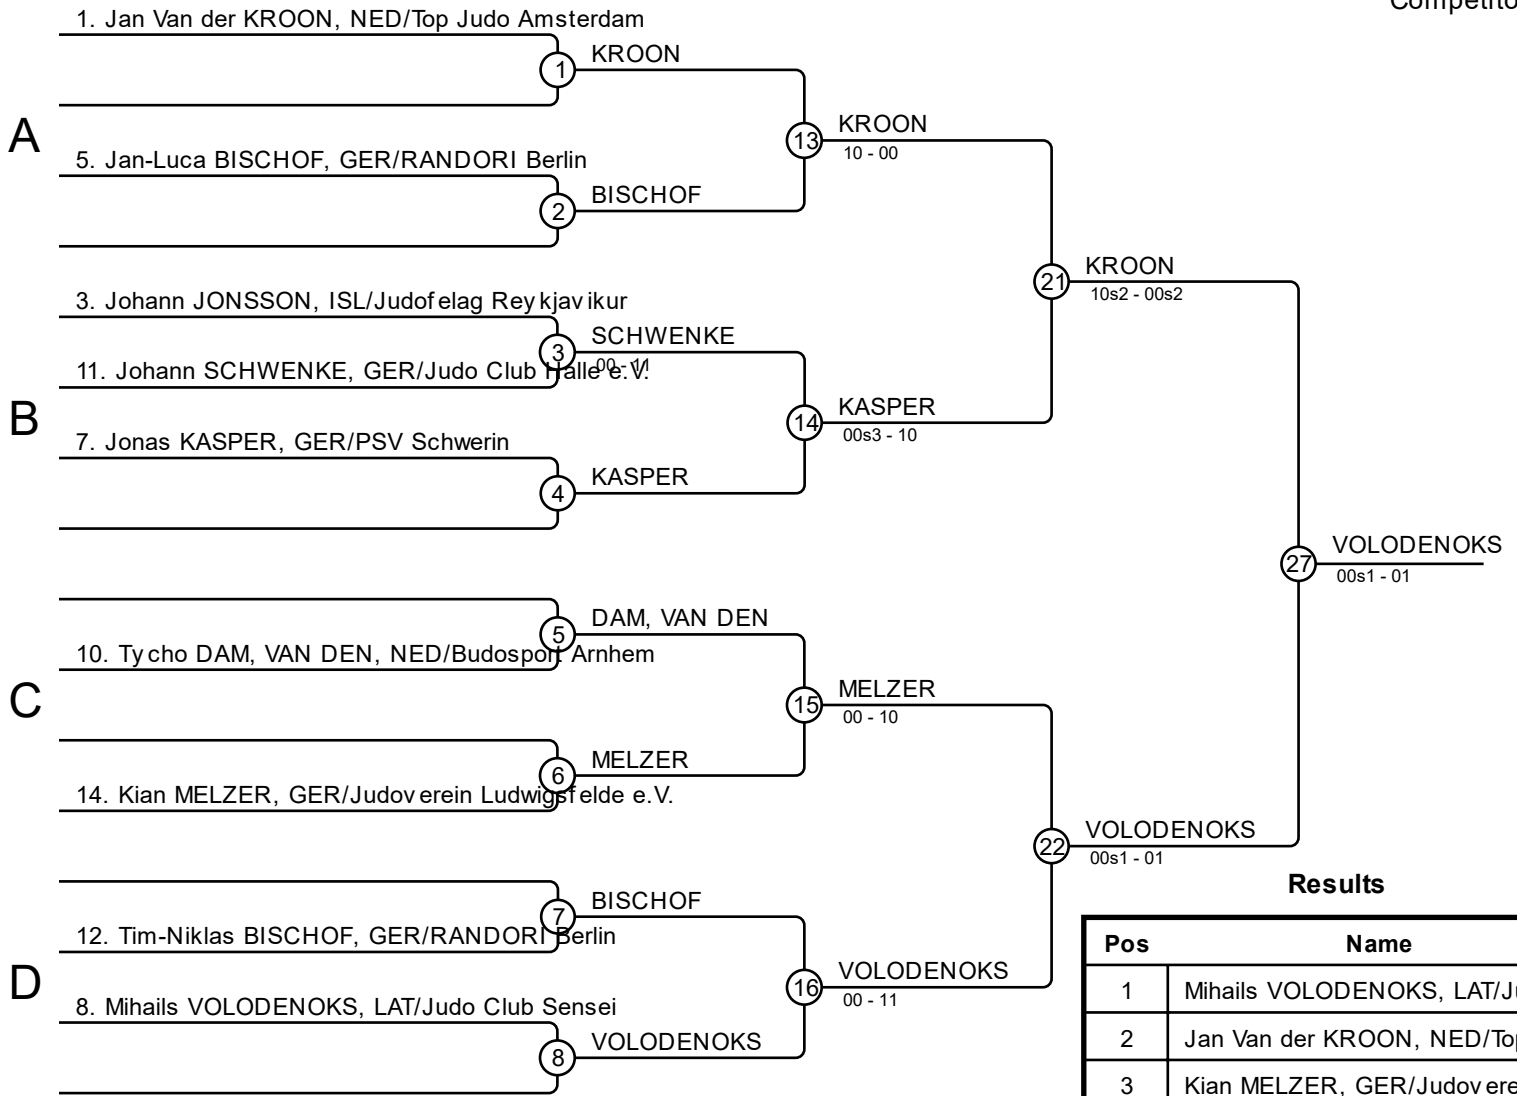 Competito
1. Jan Van der KROON, NED/Top Judo Amsterdam
1 KROON
A
13 KROON
10 - 00
5. Jan-Luca BISCHOF, GER/RANDORI Berlin
2 BISCHOF
21 KROON
10s2 - 00s2
3. Johann JONSSON, ISL/Judofelag Reykjavikur
3 SCHWENKE
00 - 11
11. Johann SCHWENKE, GER/Judo Club Halle e.V.
B
14 KASPER
00s3 - 10
7. Jonas KASPER, GER/PSV Schwerin
4 KASPER
27 VOLODENOKS
00s1 - 01
5 DAM, VAN DEN
10. Tycho DAM, VAN DEN, NED/Budosport Arnhem
C
15 MELZER
00 - 10
6 MELZER
14. Kian MELZER, GER/Judoverein Ludwigsfelde e.V.
22 VOLODENOKS
00s1 - 01
7 BISCHOF
12. Tim-Niklas BISCHOF, GER/RANDORI Berlin
D
16 VOLODENOKS
00 - 11
8. Mihails VOLODENOKS, LAT/Judo Club Sensei
8 VOLODENOKS
Results
Pos Name
1 Mihails VOLODENOKS, LAT/Ju
2 Jan Van der KROON, NED/Top
3 Kian MELZER, GER/Judovere